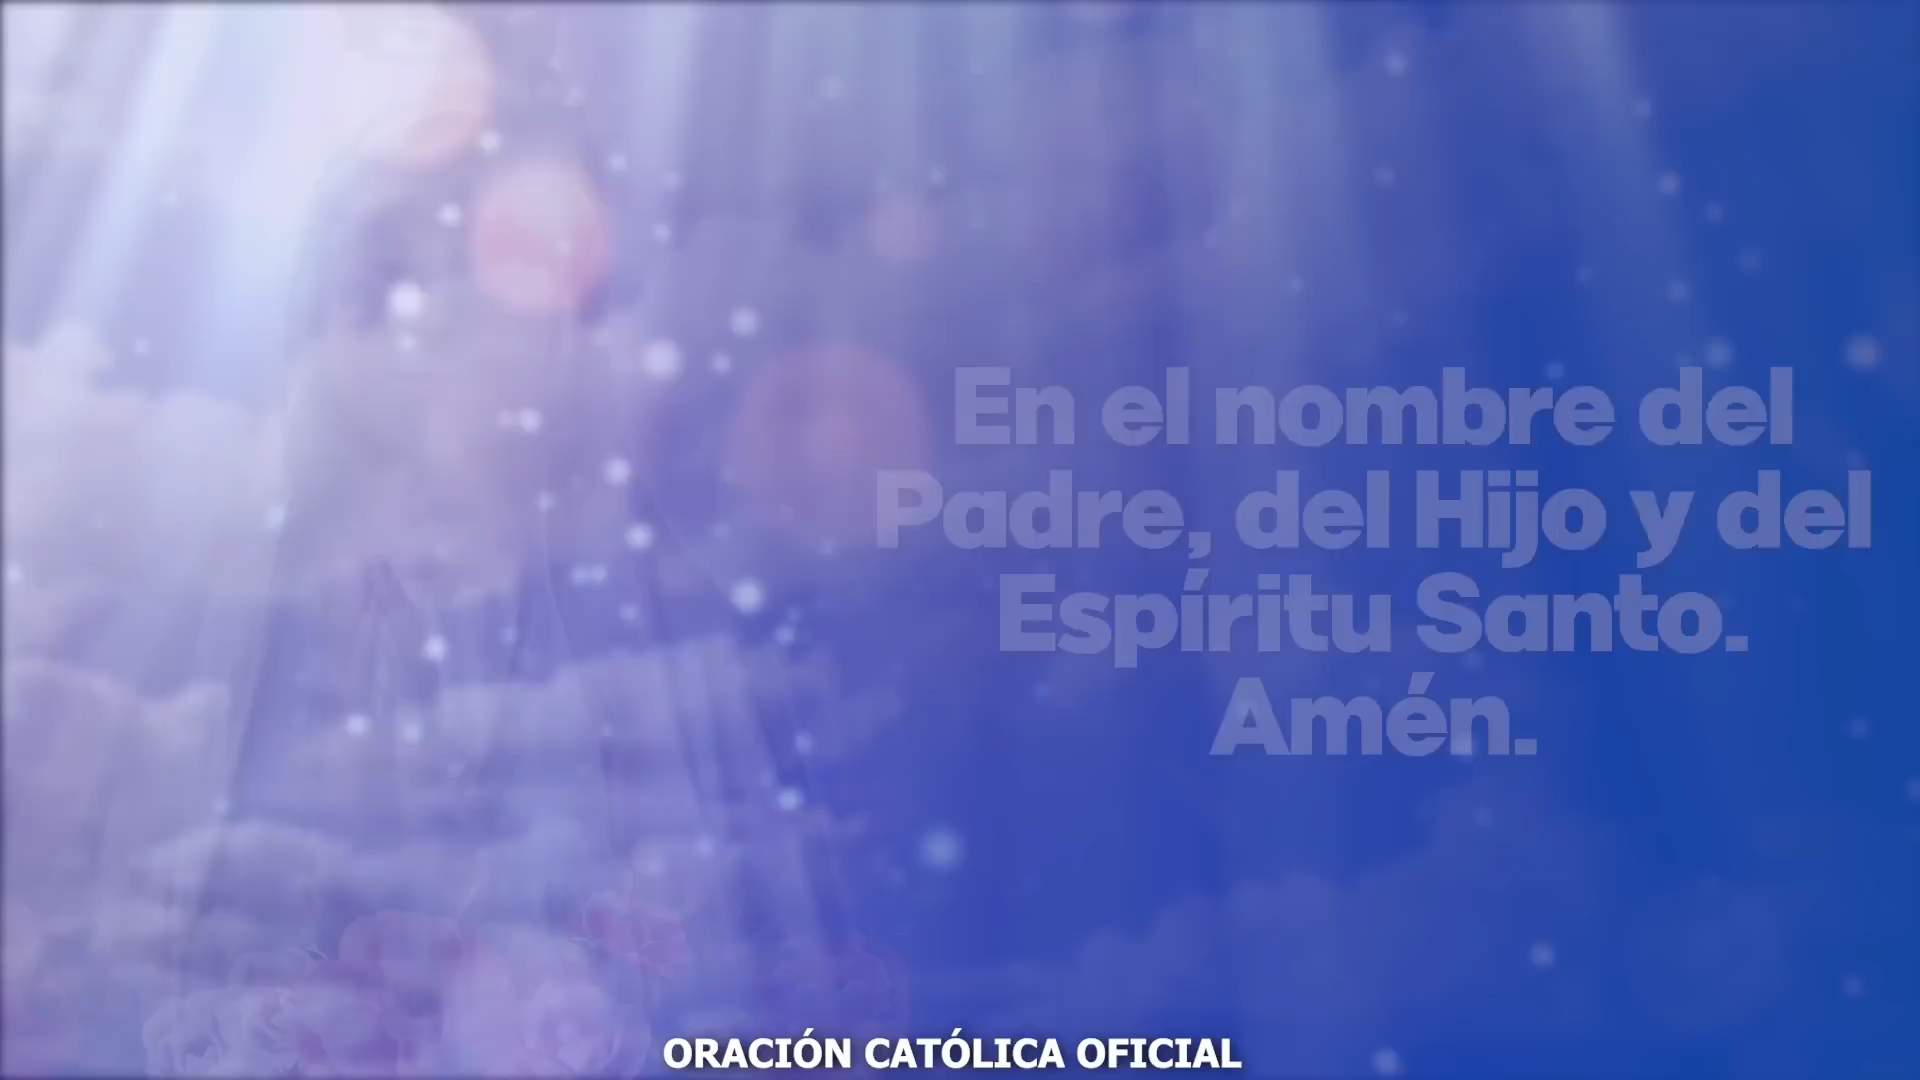 En el nombre del
Padre, del Hijo y del
Espíritu Santo.
Amén.
ORACIÓN CATÓLICA OFICIAL